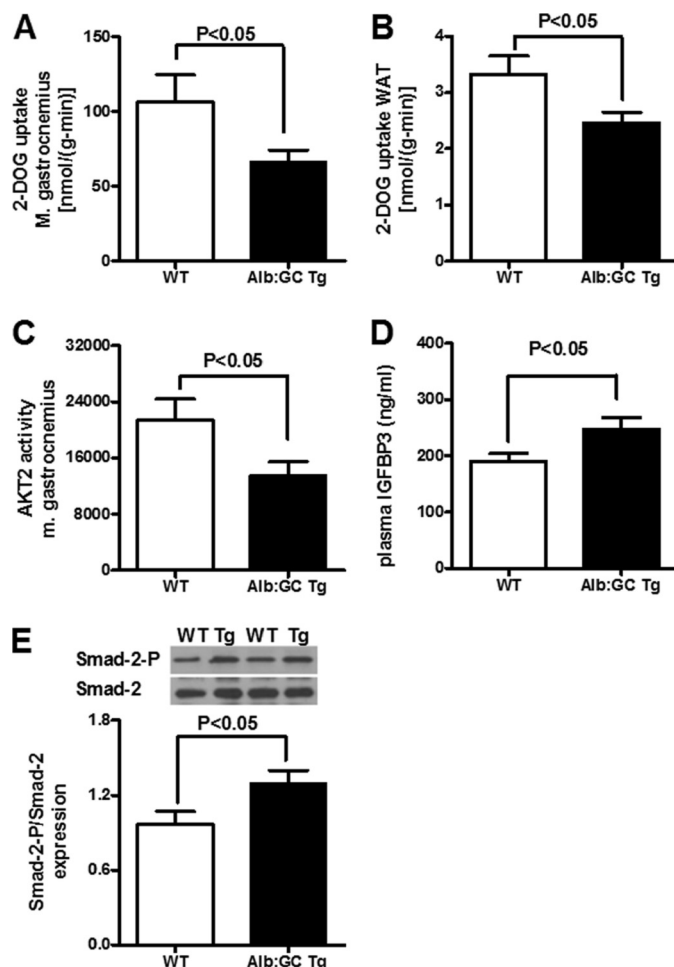 A
2-DOG uptake
M. gastrocnemius
[nmol/(g-min)]
150
100
50
0
P<0.05
WT
Alb:GC Tg
B
2-DOG uptake WAT
[nmol/(g-min)]
4
2
0
P<0.05
WT
Alb:GC Tg
C
AKT2 activity
m. gastrocnemius
32000
24000
16000
8000
0
P<0.05
WT
Alb:GC Tg
D
plasma IGFBP3 (ng/ml)
400
300
200
100
0
P<0.05
WT
Alb:GC Tg
E
WT Tg WT Tg
Smad-2-P
Smad-2
Smad-2-P/Smad-2
expression
1.8
1.2
0.6
0.0
P<0.05
WT
Alb:GC Tg